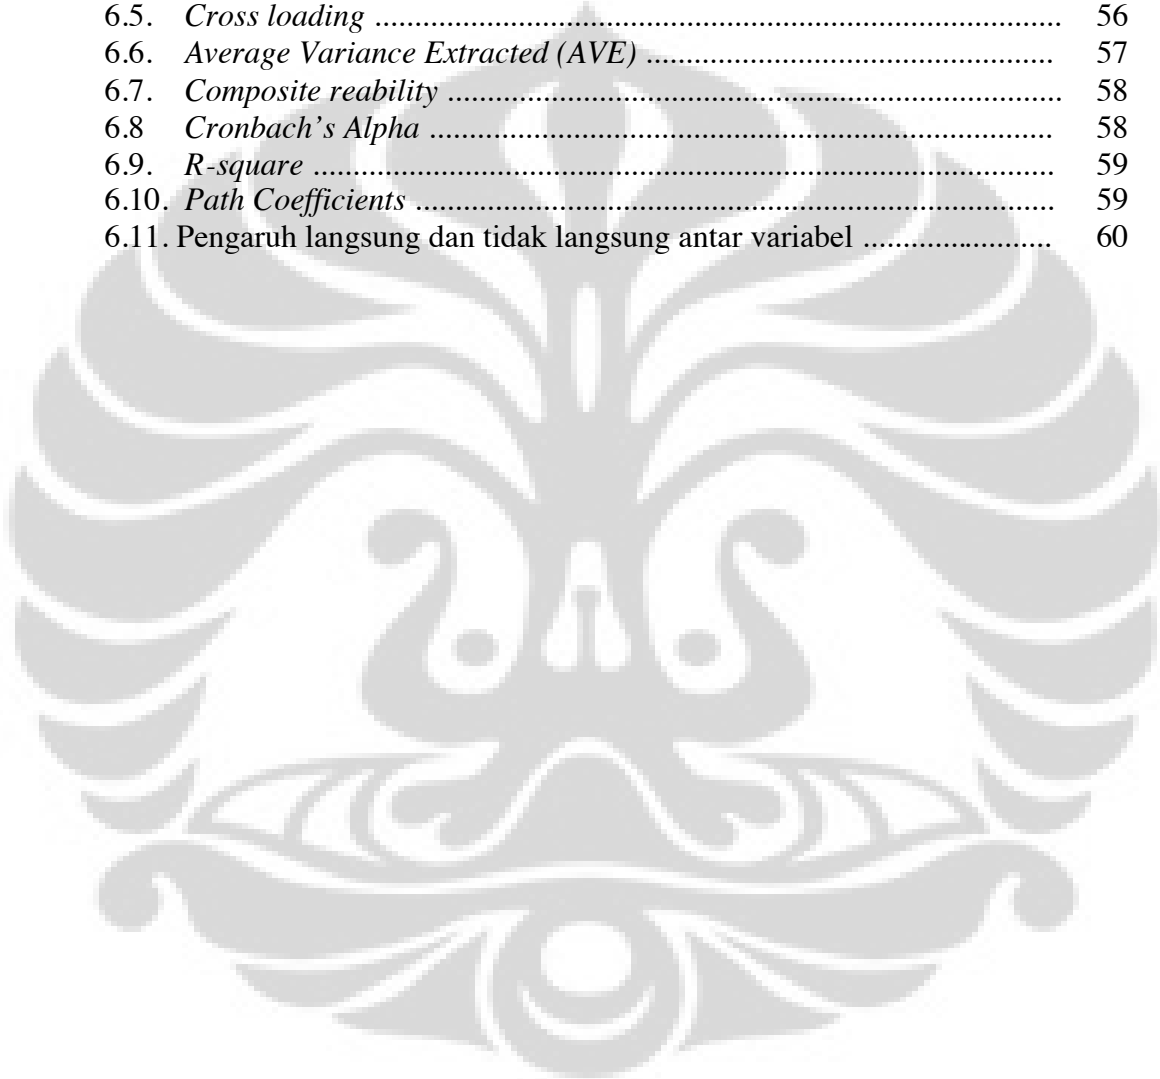 6.5. Cross loading ........................................................................................ 56
6.6. Average Variance Extracted (AVE) .................................................... 57
6.7. Composite reability .............................................................................. 58
6.8 Cronbach's Alpha ................................................................................ 58
6.9. R-square .............................................................................................. 59
6.10. Path Coefficients ................................................................................. 59
6.11. Pengaruh langsung dan tidak langsung antar variabel ........................ 60